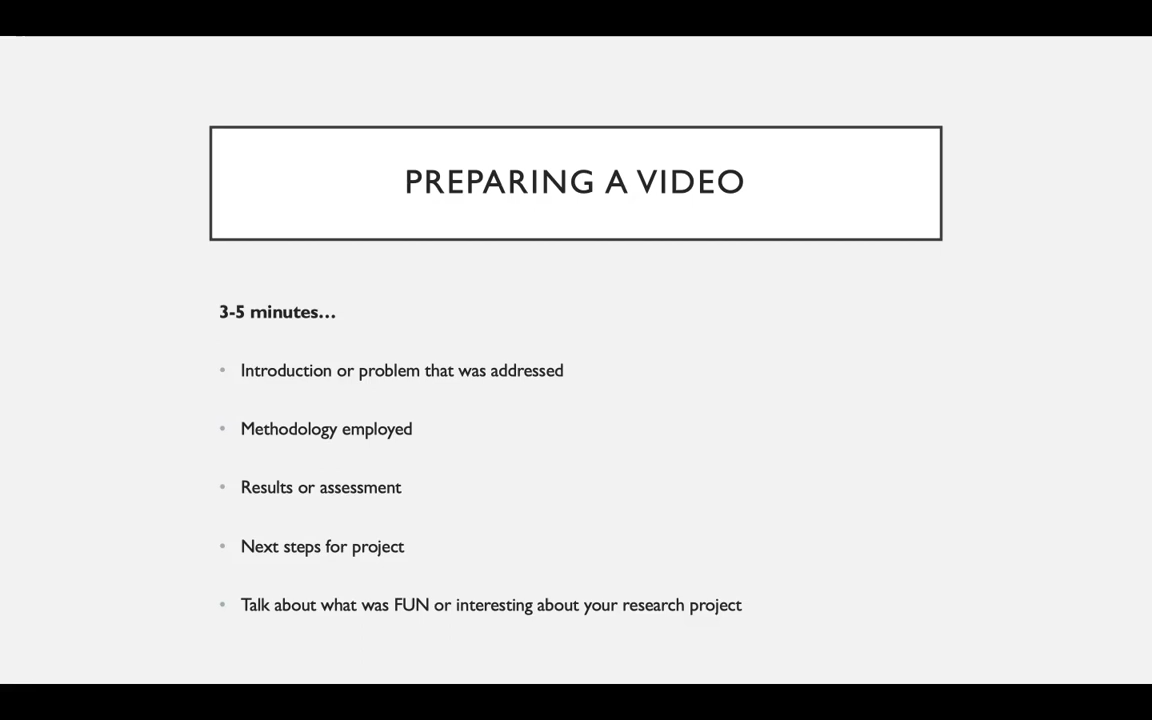 PREPARING A VIDEO
3-5 minutes...
• Introduction or problem that was addressed
• Methodology employed
• Results or assessment
• Next steps for project
• Talk about what was FUN or interesting about your research project